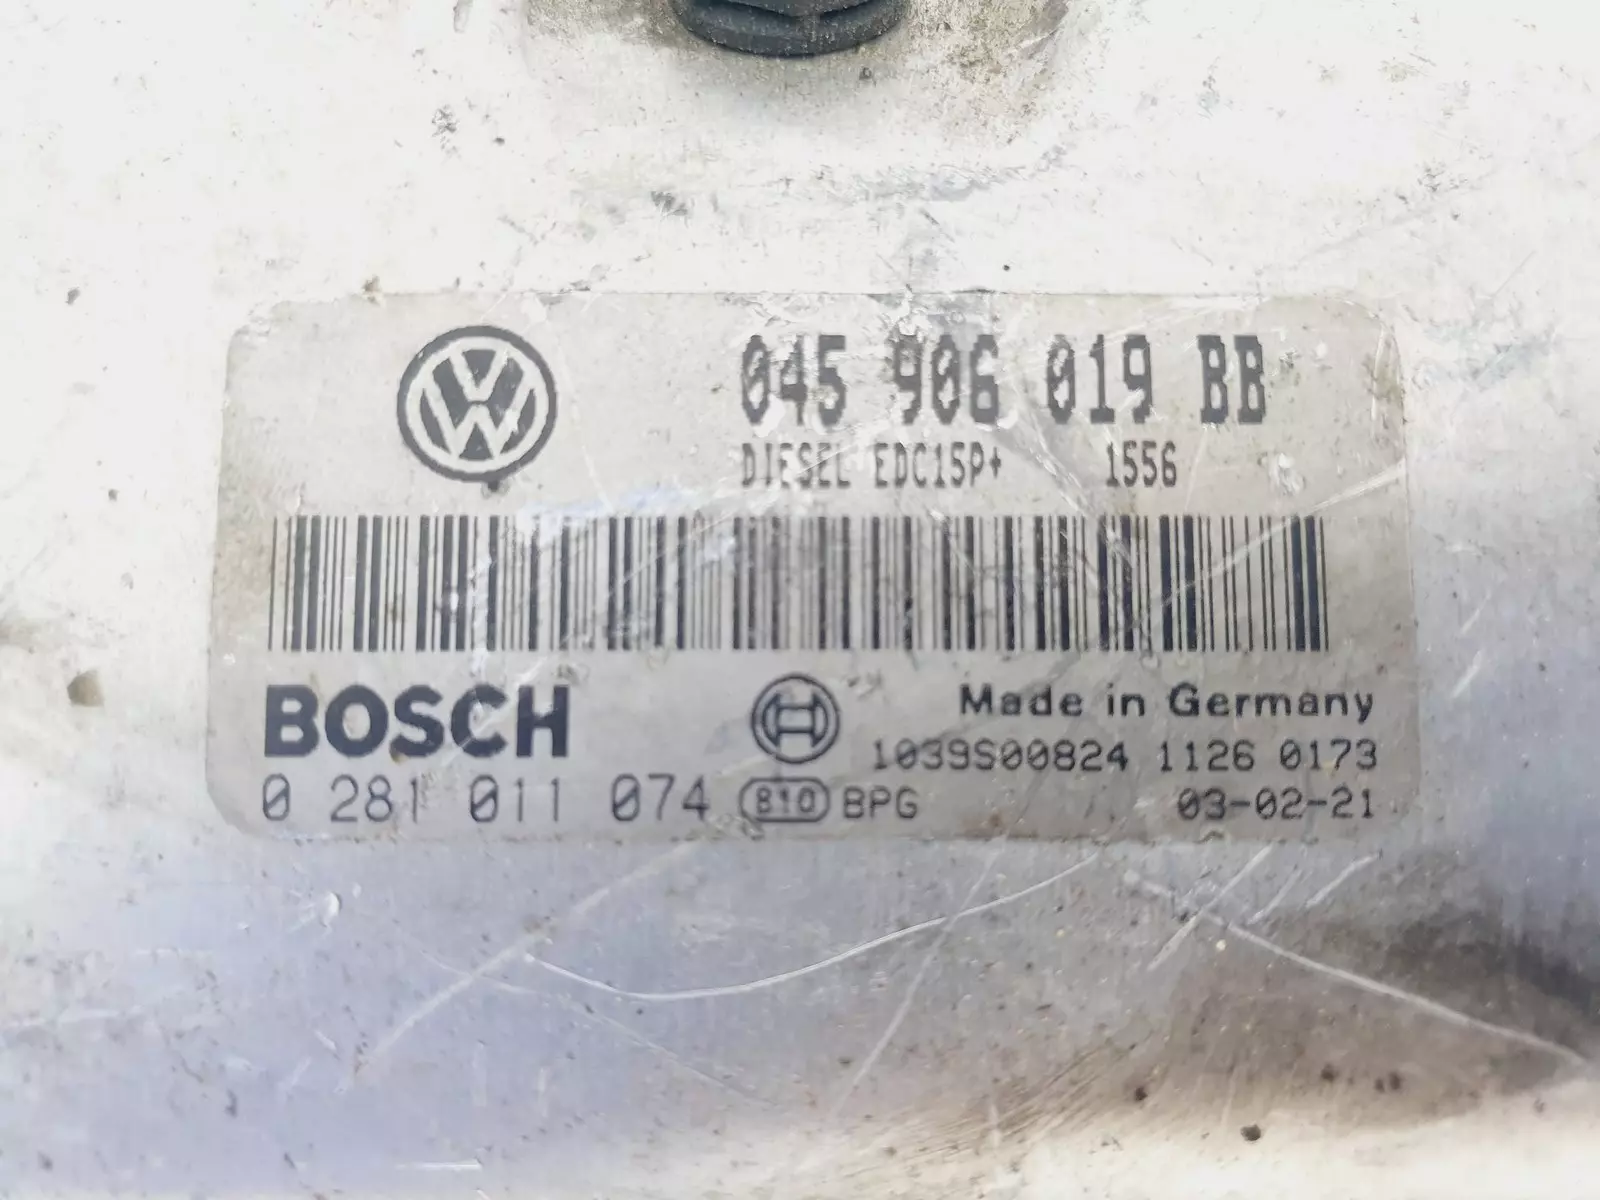 045 906 019 BB
DIESEL EDC15P+ 1556
BOSCH
Made in Germany
1039S00824 1126 0173
0 281 011 074 810 BPG 03-02-21